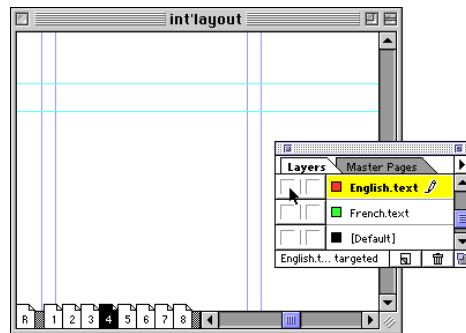 int'layout
Layers Master Pages
English.text
French.text
[Default]
English.t... targeted
R 1 2 3 4 5 6 7 8